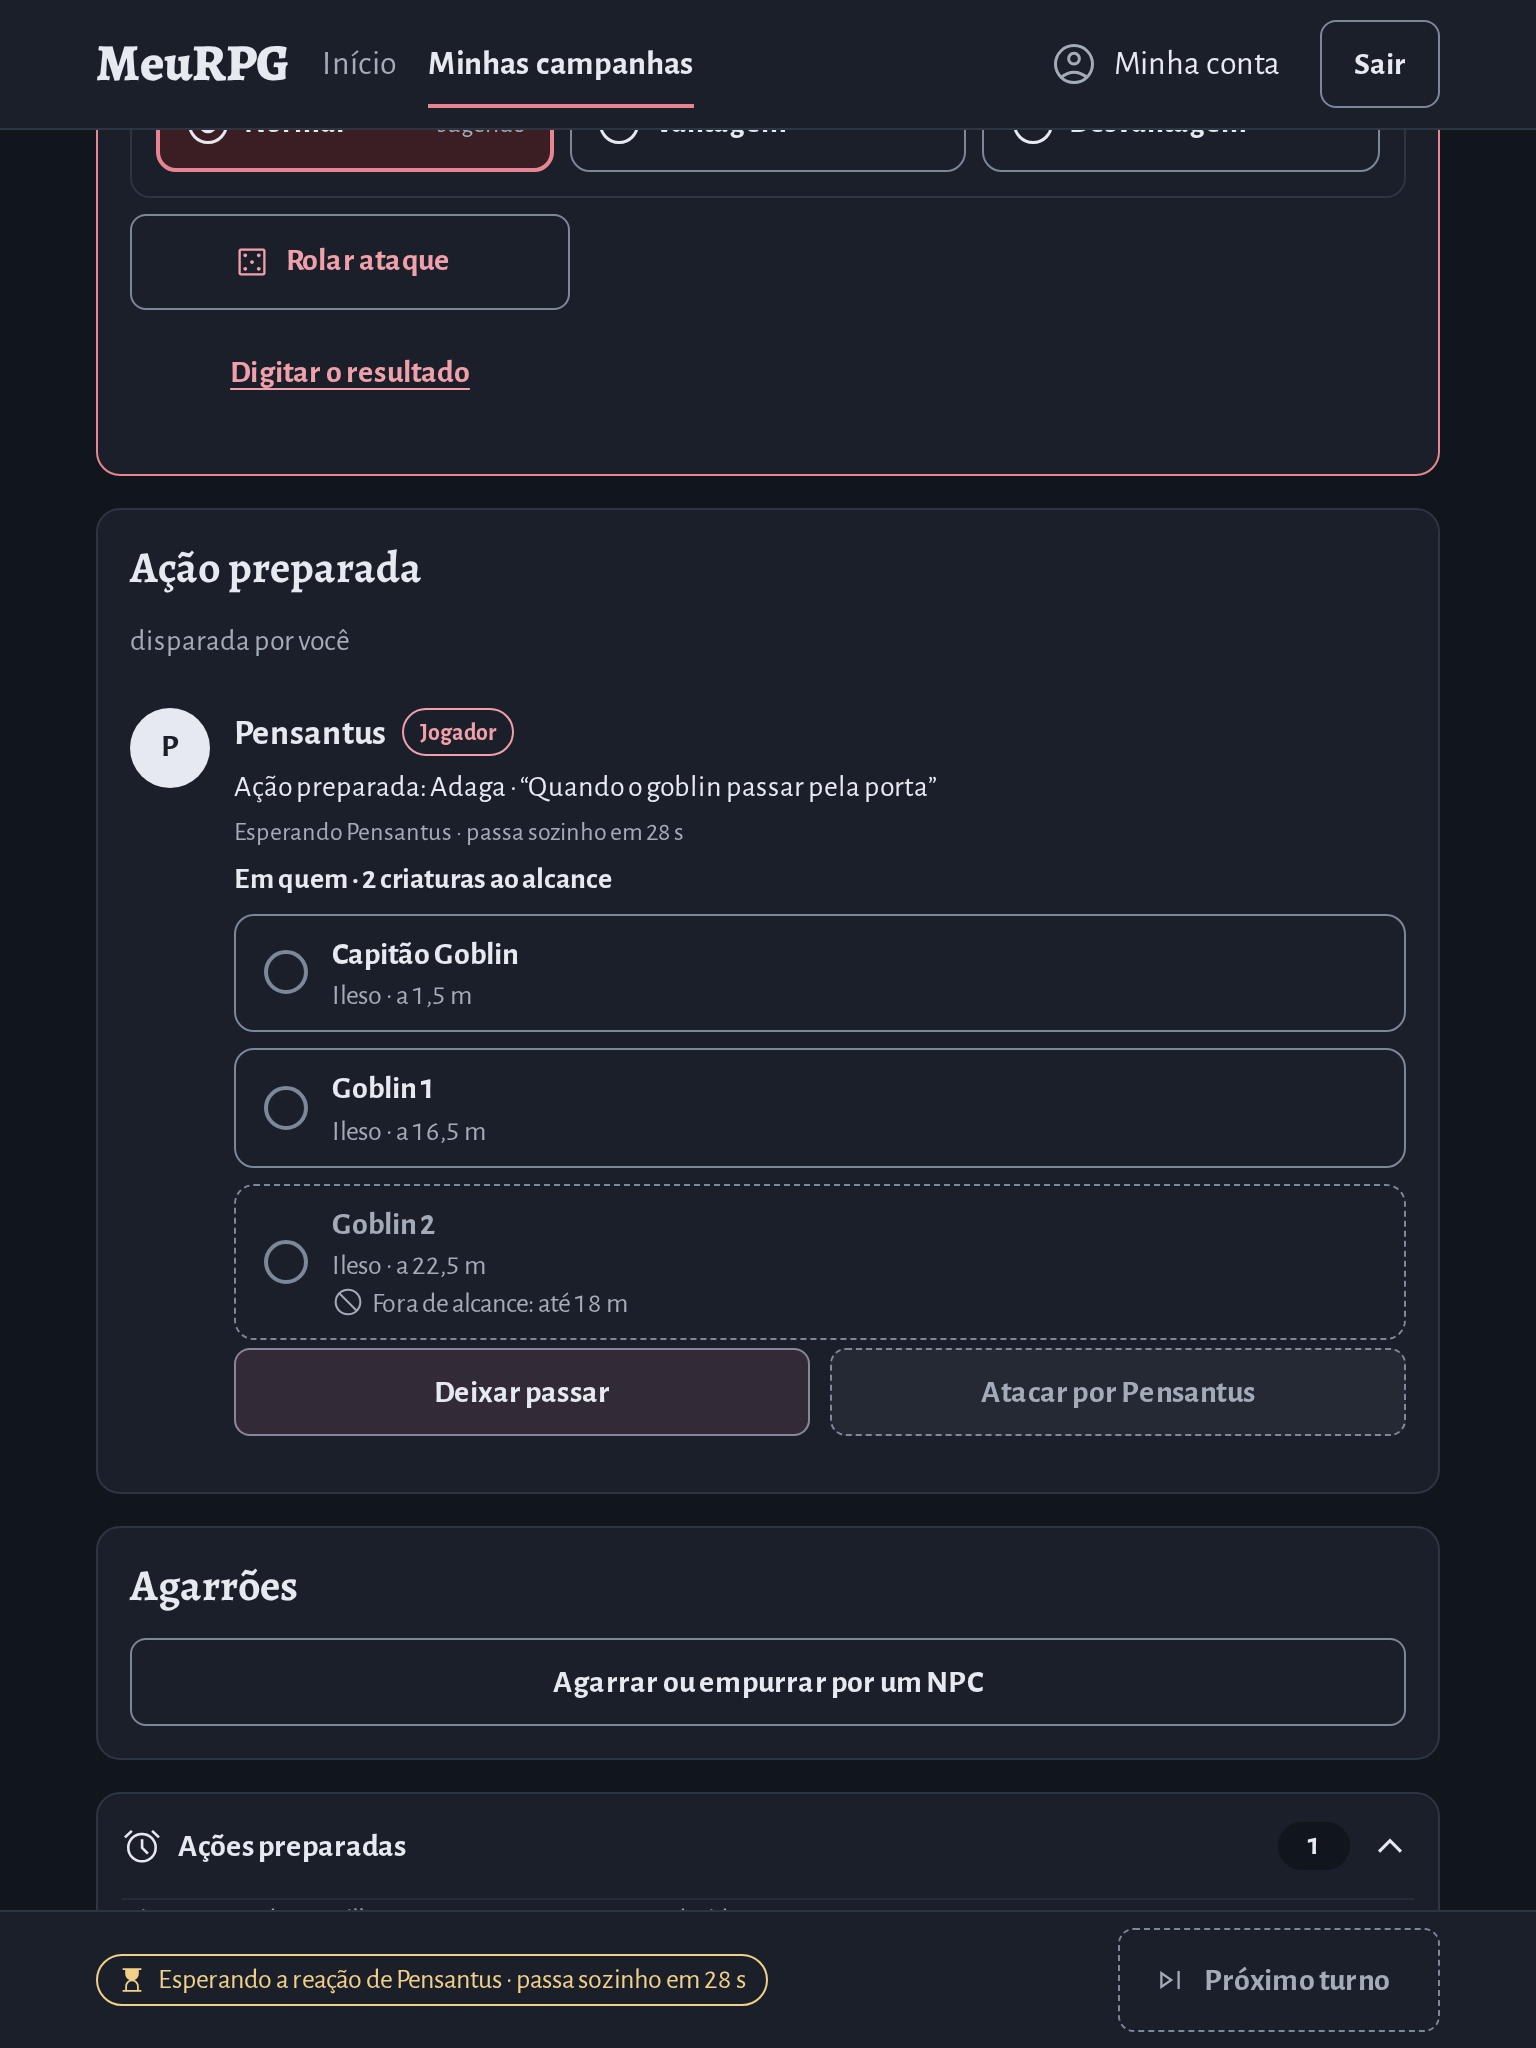 MeuRPG
Início
Minhas campanhas
Minha conta
Sair
Rolar ataque
Digitar o resultado
Ação preparada
disparada por você
P
Pensantus
Jogador
Ação preparada: Adaga · “Quando o goblin passar pela porta”
Esperando Pensantus · passa sozinho em 28 s
Em quem · 2 criaturas ao alcance
Capitão Goblin
Ileso · a 1,5 m
Goblin 1
Ileso · a 16,5 m
Goblin 2
Ileso · a 22,5 m
Fora de alcance: até 18 m
Deixar passar
Atacar por Pensantus
Agarrões
Agarrar ou empurrar por um NPC
Ações preparadas
1
Esperando a reação de Pensantus · passa sozinho em 28 s
Próximo turno